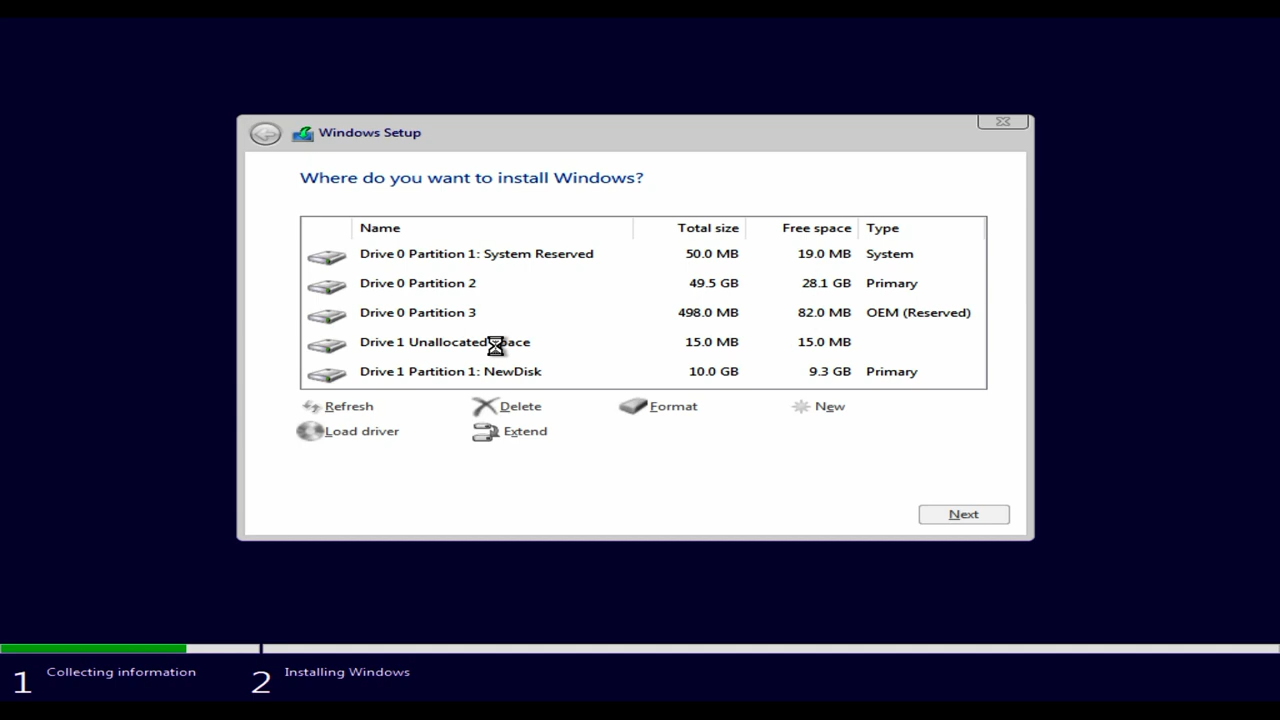 Windows Setup
Where do you want to install Windows?
Name Total size Free space Type
Drive 0 Partition 1: System Reserved 50.0 MB 19.0 MB System
Drive 0 Partition 2 49.5 GB 28.1 GB Primary
Drive 0 Partition 3 498.0 MB 82.0 MB OEM (Reserved)
Drive 1 Unallocated Space 15.0 MB 15.0 MB
Drive 1 Partition 1: NewDisk 10.0 GB 9.3 GB Primary
Refresh Delete Format New
Load driver Extend
Next
1 Collecting information 2 Installing Windows